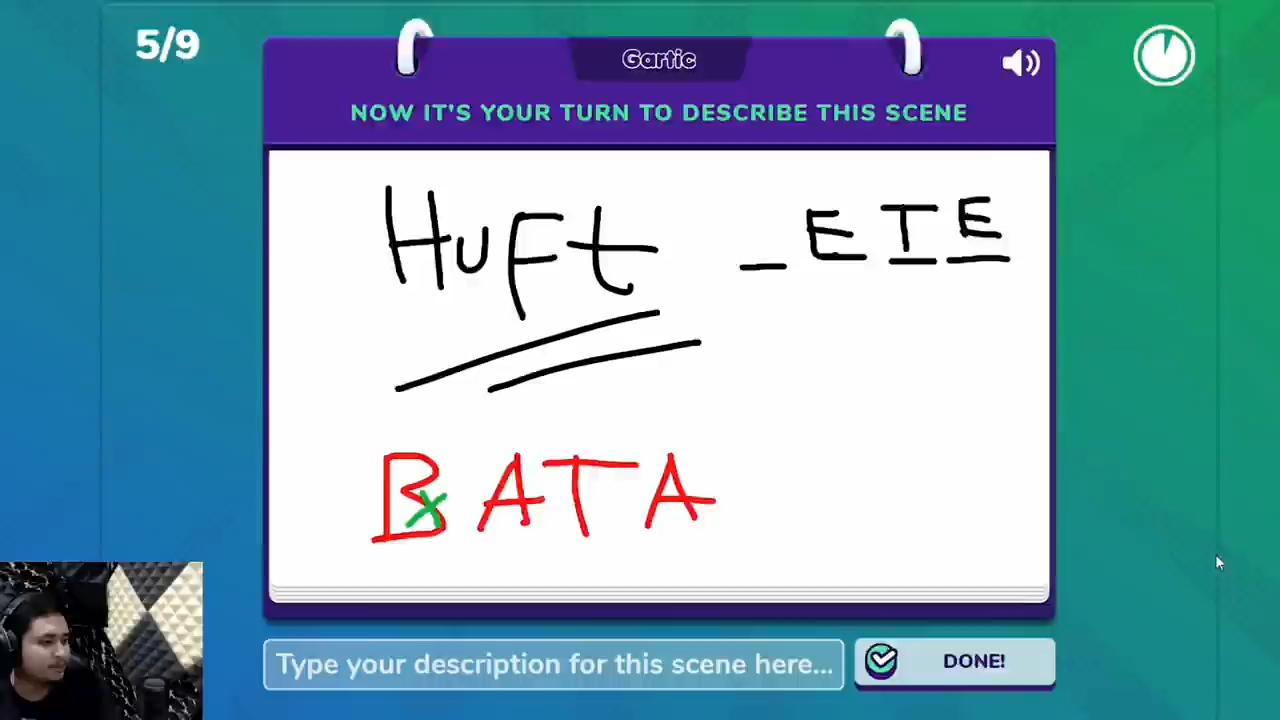 5/9
Gartic
NOW IT'S YOUR TURN TO DESCRIBE THIS SCENE
Huft _ETE
BATA
Type your description for this scene here...
DONE!